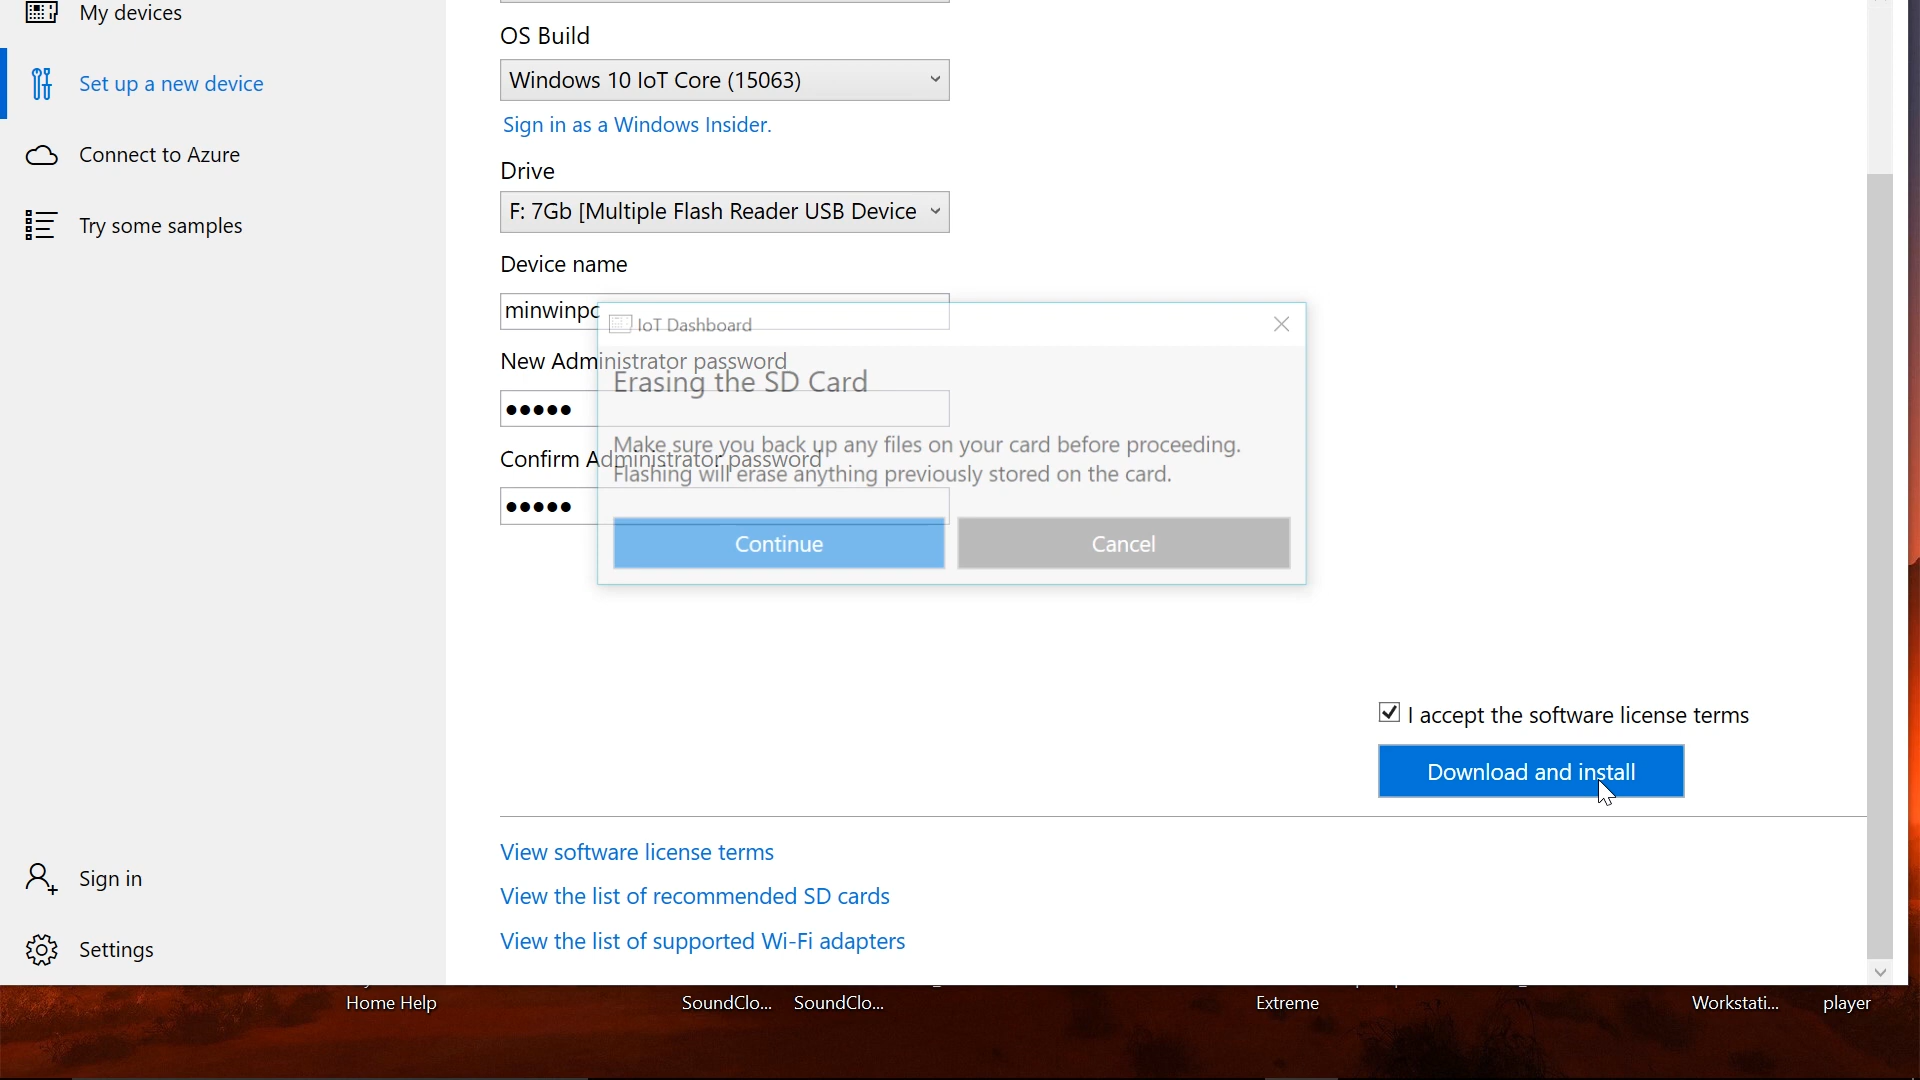 My devices
Set up a new device
Connect to Azure
Try some samples
Sign in
Settings
OS Build
Windows 10 IoT Core (15063)
Sign in as a Windows Insider.
Drive
F: 7Gb [Multiple Flash Reader USB Device
Device name
minwinpc
New Administrator password
Confirm Administrator password
IoT Dashboard
Erasing the SD Card
Make sure you back up any files on your card before proceeding.
Flashing will erase anything previously stored on the card.
Continue
Cancel
I accept the software license terms
Download and install
View software license terms
View the list of recommended SD cards
View the list of supported Wi-Fi adapters
Home Help
SoundClo...
SoundClo...
Extreme
Workstati...
player